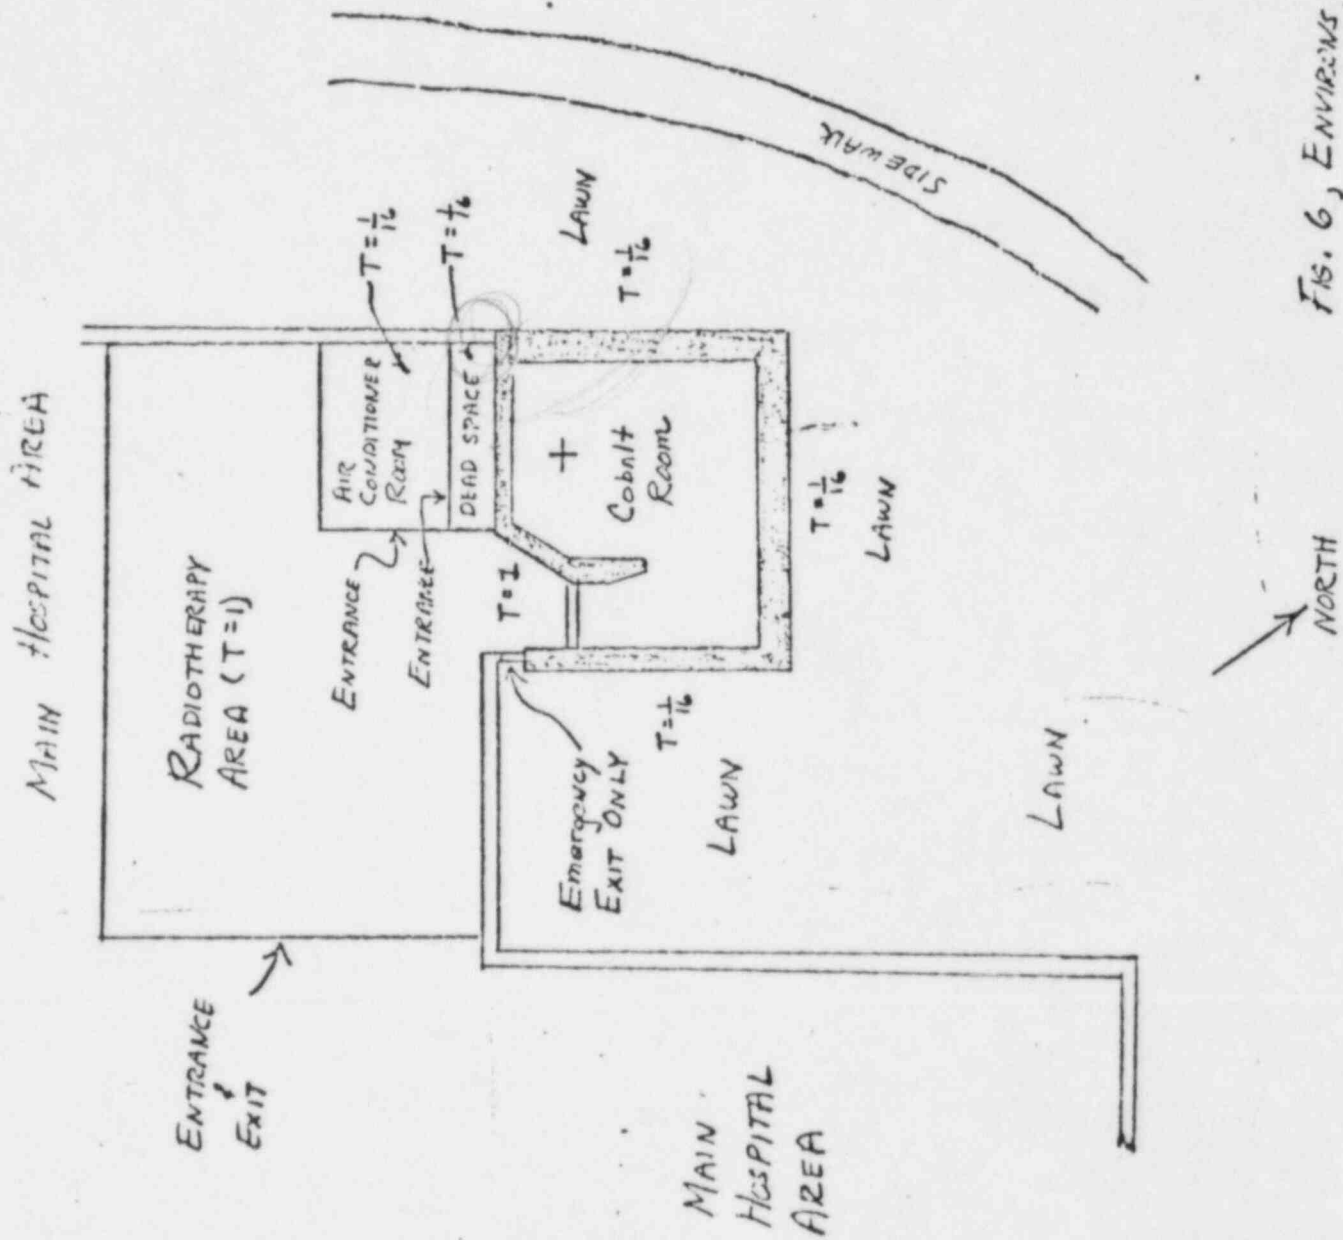 MAIN HOSPITAL AREA
RADIOTHERAPY
AREA (T=1)
ENTRANCE
&
EXIT
AIR
CONDITIONER
ROOM
T=1/16
DEAD SPACE
T=1/16
ENTRANCE
ENTRANCE
T=1
+
Cobalt
Room
LAWN
T=1/16
SIDEWALK
Emergency
EXIT ONLY
T=1/16
LAWN
T=1/16
LAWN
LAWN
MAIN
HOSPITAL
AREA
NORTH
FIG. 6, ENVIRONS